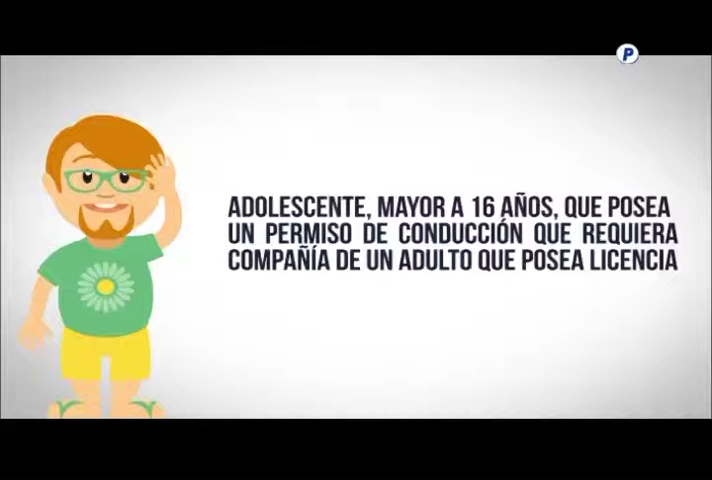 P
ADOLESCENTE, MAYOR A 16 AÑOS, QUE POSEA
UN PERMISO DE CONDUCCIÓN QUE REQUIERA
COMPAÑÍA DE UN ADULTO QUE POSEA LICENCIA